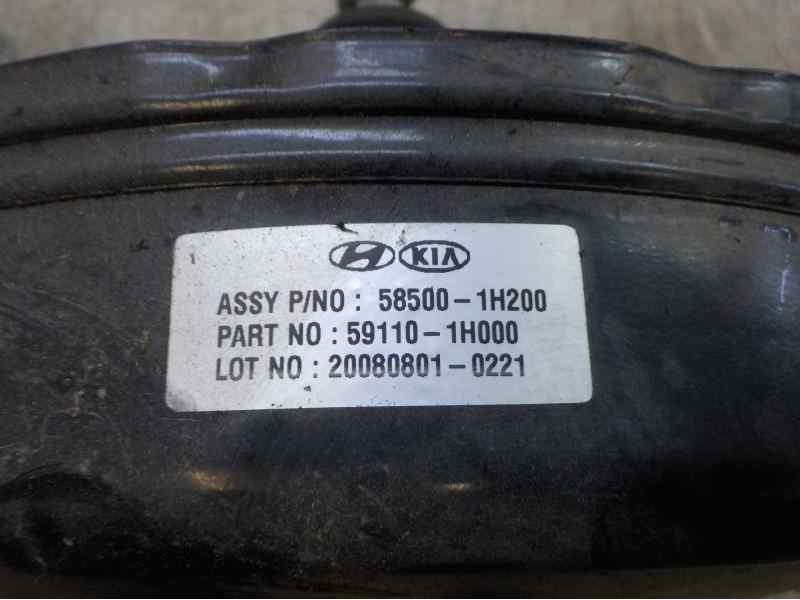 KIA
ASSY P/NO : 58500-1H200
PART NO : 59110-1H000
LOT NO : 20080801-0221